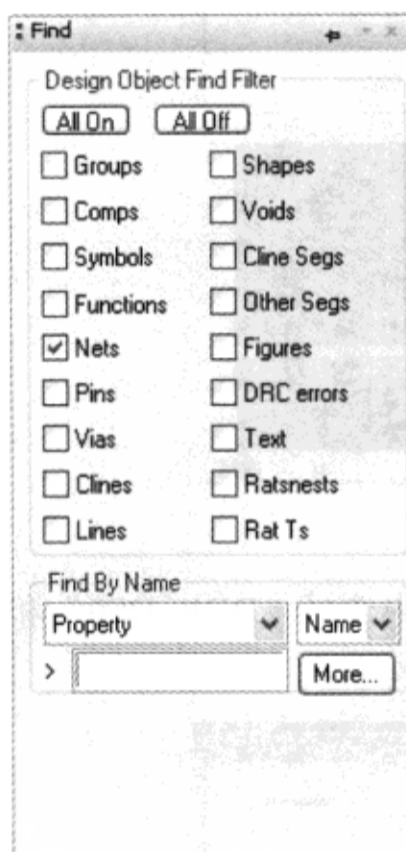 Find
Design Object Find Filter
All On All Off
Groups Shapes
Comps Voids
Symbols Cline Segs
Functions Other Segs
Nets Figures
Pins DRC errors
Vias Text
Clines Ratsnests
Lines Rat Ts
Find By Name
Property Name
> More...